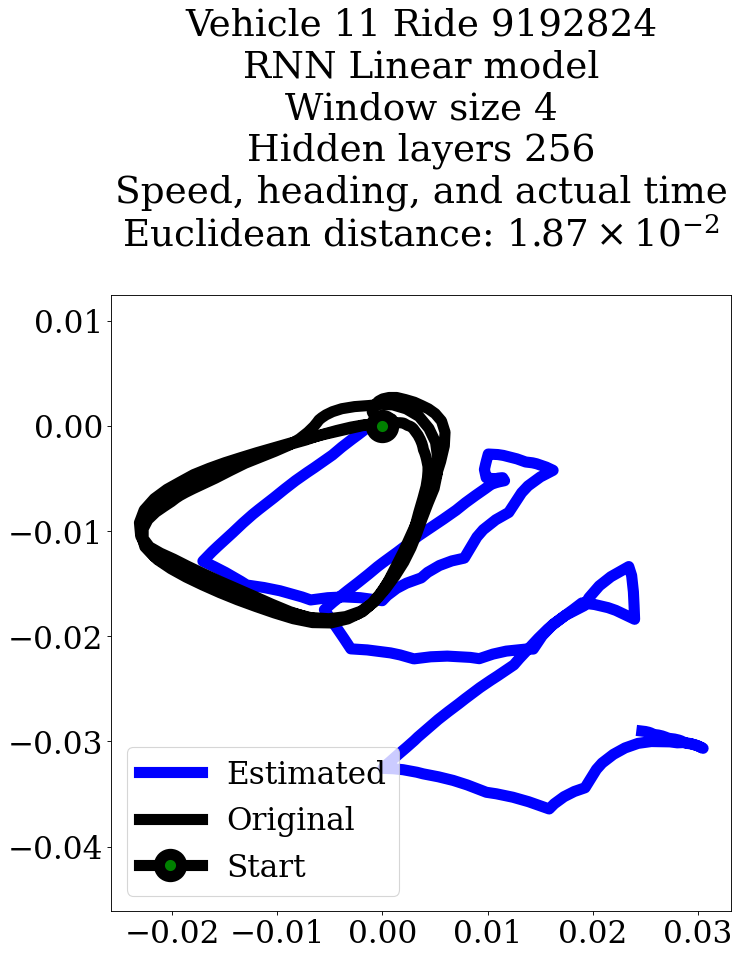 Vehicle 11 Ride 9192824
RNN Linear model
Window size 4
Hidden layers 256
Speed, heading, and actual time
Euclidean distance: 1.87 × 10⁻²
0.01
0.00
−0.01
−0.02
−0.03
−0.04
Estimated
Original
Start
−0.02 −0.01 0.00 0.01 0.02 0.03